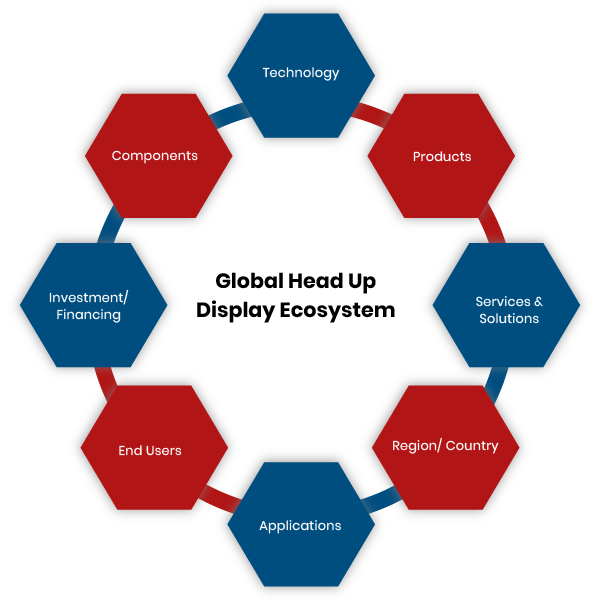 Technology
Components
Products
Global Head Up
Display Ecosystem
Investment/
Financing
Services &
Solutions
End Users
Region/ Country
Applications